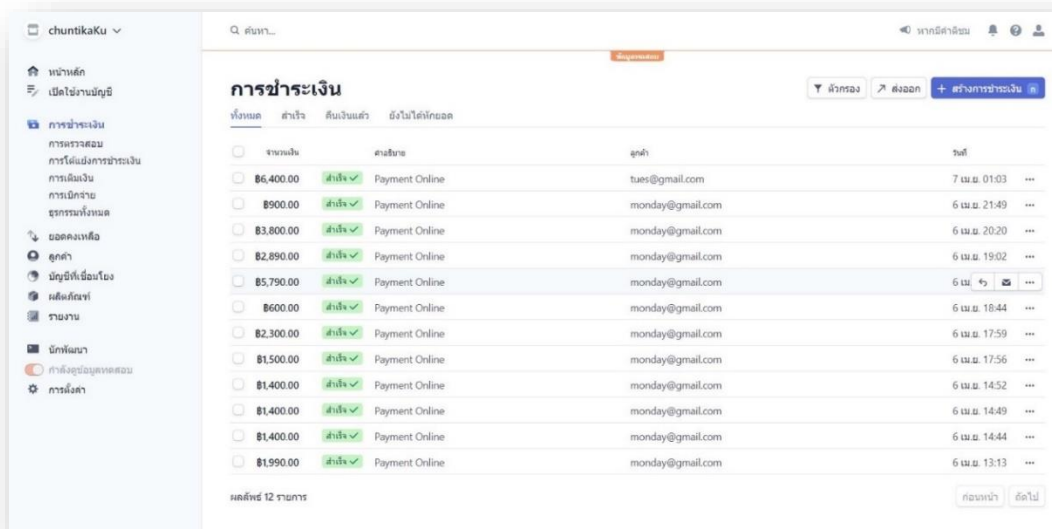 chuntikaKu
ค้นหา...
หากมีคำติชม
ข้อมูลทดสอบ
หน้าหลัก
เปิดใช้งานบัญชี
การชำระเงิน
การตรวจสอบ
การโต้แย้งการชำระเงิน
การเติมเงิน
การเบิกจ่าย
ธุรกรรมทั้งหมด
ยอดคงเหลือ
ลูกค้า
บัญชีที่เชื่อมโยง
ผลิตภัณฑ์
รายงาน
นักพัฒนา
กำลังดูข้อมูลทดสอบ
การตั้งค่า
การชำระเงิน
ตัวกรอง ส่งออก + สร้างการชำระเงิน n
ทั้งหมด สำเร็จ คืนเงินแล้ว ยังไม่ได้หักยอด
จำนวนเงิน คำอธิบาย ลูกค้า วันที่
฿6,400.00 สำเร็จ ✓ Payment Online tues@gmail.com 7 เม.ย. 01:03 •••
฿900.00 สำเร็จ ✓ Payment Online monday@gmail.com 6 เม.ย. 21:49 •••
฿3,800.00 สำเร็จ ✓ Payment Online monday@gmail.com 6 เม.ย. 20:20 •••
฿2,890.00 สำเร็จ ✓ Payment Online monday@gmail.com 6 เม.ย. 19:02 •••
฿5,790.00 สำเร็จ ✓ Payment Online monday@gmail.com 6 เม •••
฿600.00 สำเร็จ ✓ Payment Online monday@gmail.com 6 เม.ย. 18:44 •••
฿2,300.00 สำเร็จ ✓ Payment Online monday@gmail.com 6 เม.ย. 17:59 •••
฿1,500.00 สำเร็จ ✓ Payment Online monday@gmail.com 6 เม.ย. 17:56 •••
฿1,400.00 สำเร็จ ✓ Payment Online monday@gmail.com 6 เม.ย. 14:52 •••
฿1,400.00 สำเร็จ ✓ Payment Online monday@gmail.com 6 เม.ย. 14:49 •••
฿1,400.00 สำเร็จ ✓ Payment Online monday@gmail.com 6 เม.ย. 14:44 •••
฿1,990.00 สำเร็จ ✓ Payment Online monday@gmail.com 6 เม.ย. 13:13 •••
ผลลัพธ์ 12 รายการ
ก่อนหน้า ถัดไป